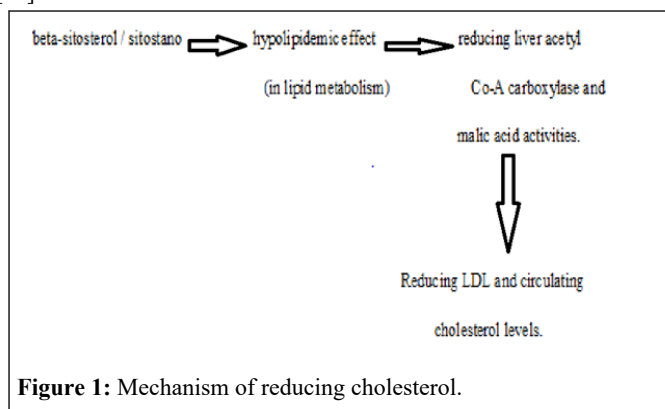 beta-sitosterol / sitostano
hypolipidemic effect
(in lipid metabolism)
reducing liver acetyl
Co-A carboxylase and
malic acid activities.
Reducing LDL and circulating
cholesterol levels.
Figure 1: Mechanism of reducing cholesterol.